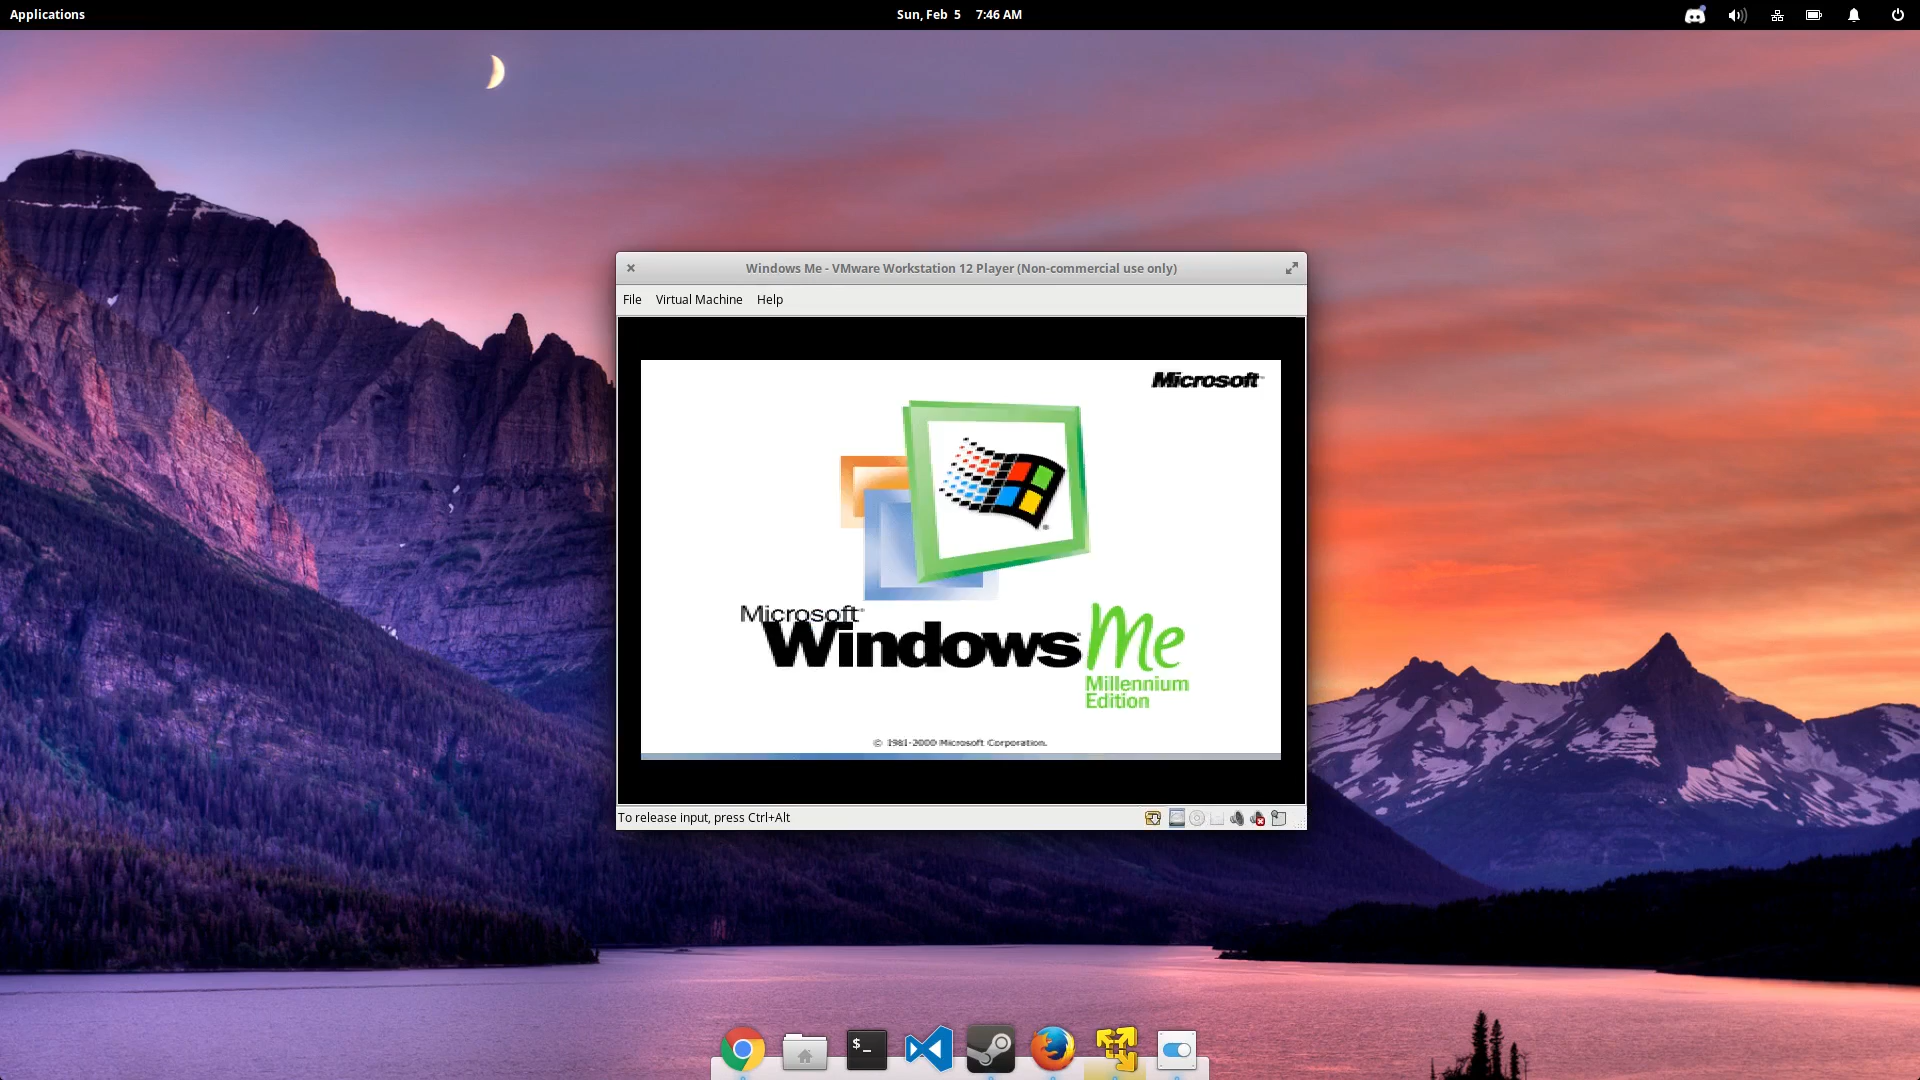 Applications
Sun, Feb 5 7:46 AM
Windows Me - VMware Workstation 12 Player (Non-commercial use only)
File Virtual Machine Help
Microsoft
Microsoft
Windows Me
Millennium
Edition
© 1981-2000 Microsoft Corporation.
To release input, press Ctrl+Alt
$_